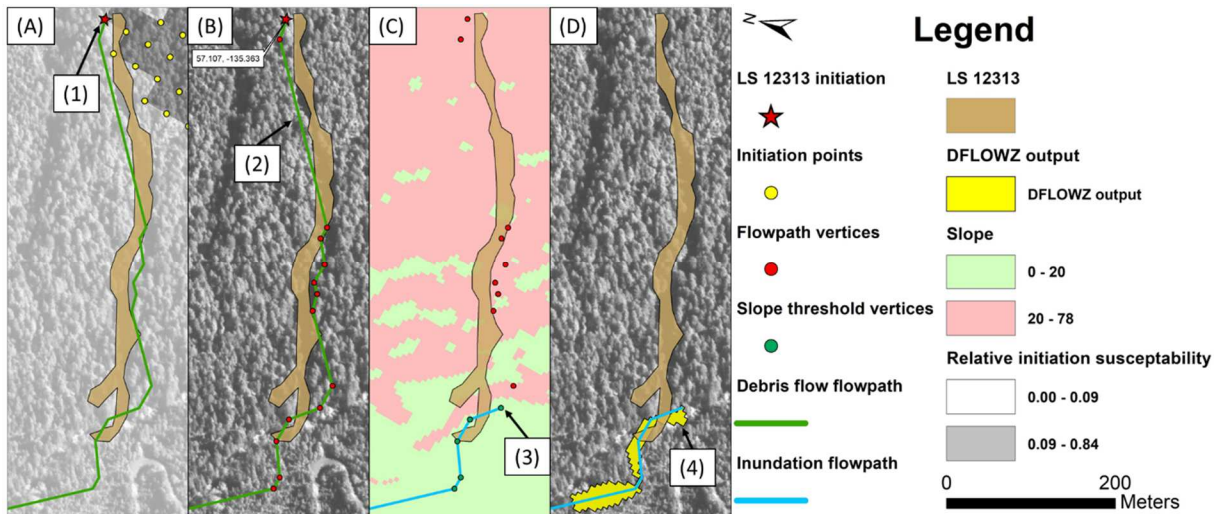 (A)
(1)
(B)
57.107, -135.363
(2)
(C)
(3)
(D)
(4)
N
Legend
LS 12313 initiation
Initiation points
Flowpath vertices
Slope threshold vertices
Debris flow flowpath
Inundation flowpath
LS 12313
DFLOWZ output
DFLOWZ output
Slope
0 - 20
20 - 78
Relative initiation susceptability
0.00 - 0.09
0.09 - 0.84
0 200
Meters